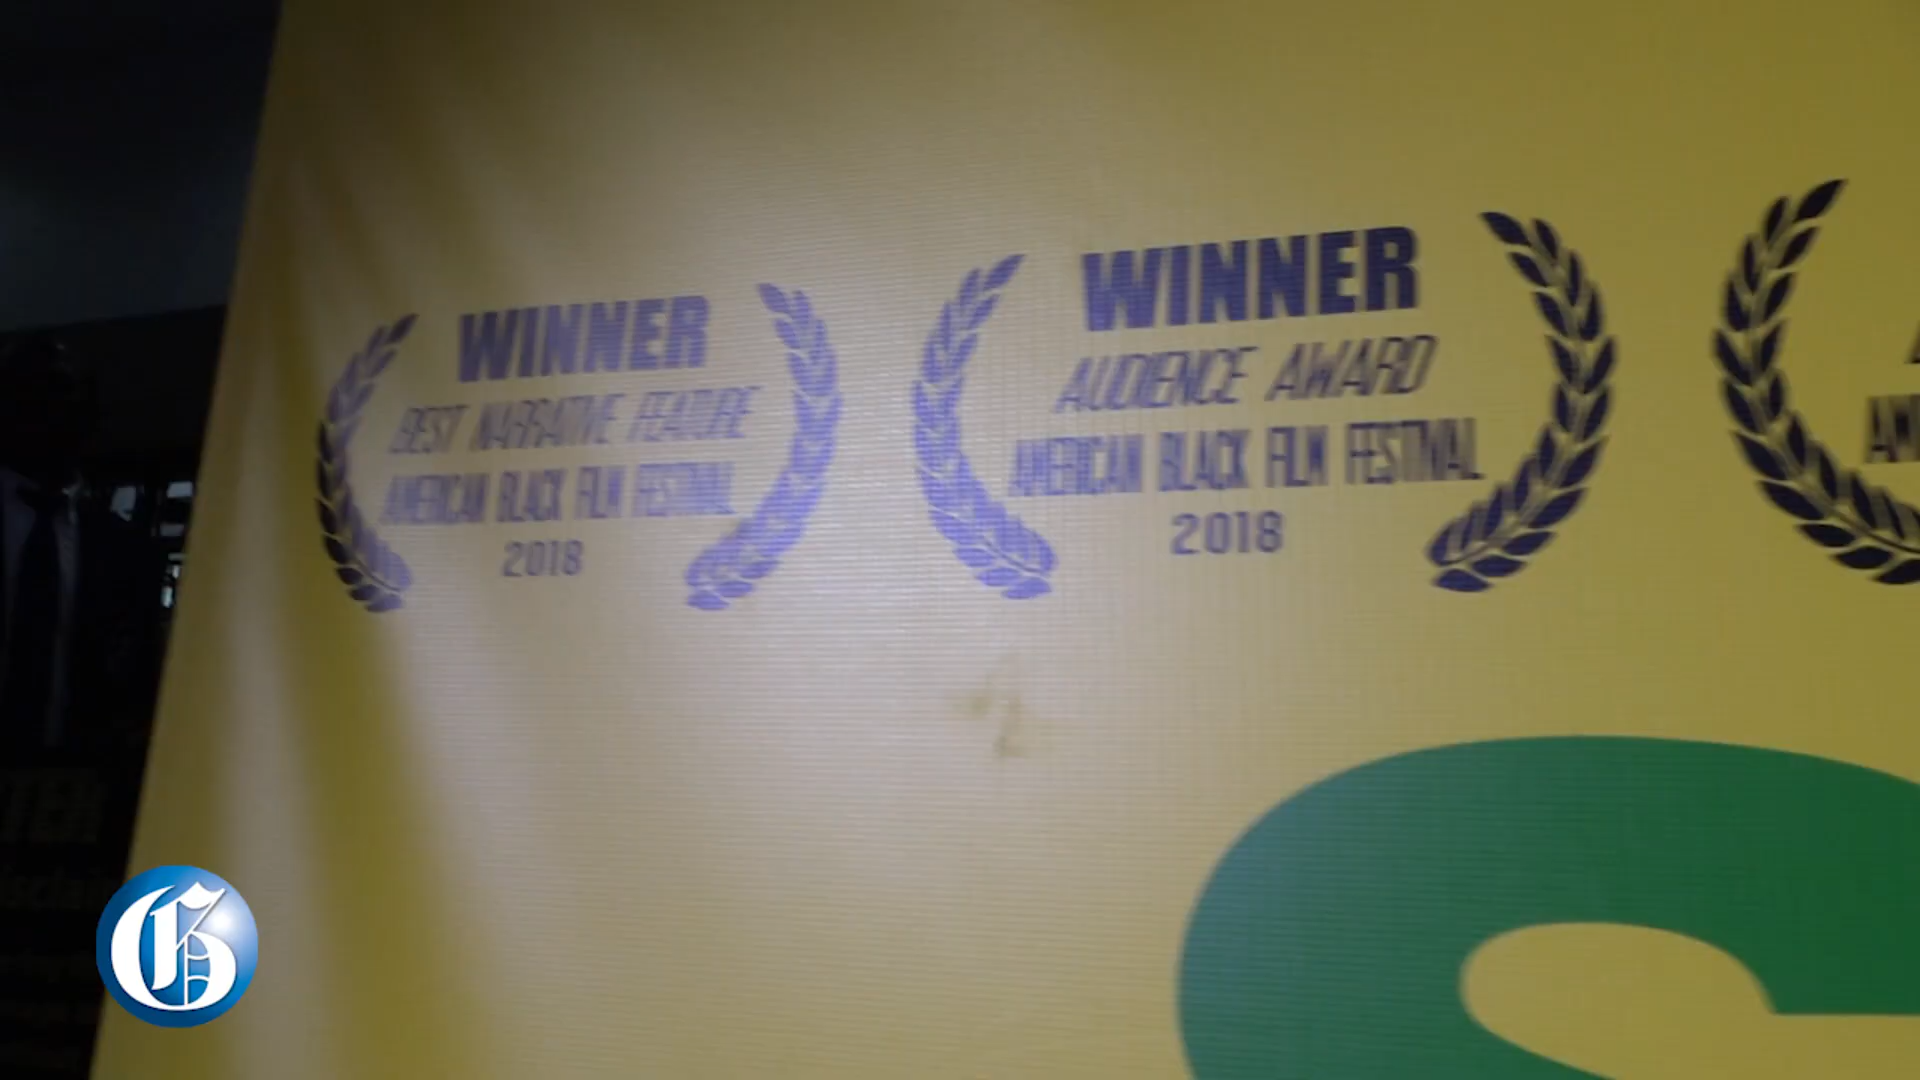 WINNER
BEST NARRATIVE FEATURE
AMERICAN BLACK FILM FESTIVAL
2018
WINNER
AUDIENCE AWARD
AMERICAN BLACK FILM FESTIVAL
2018
S
G